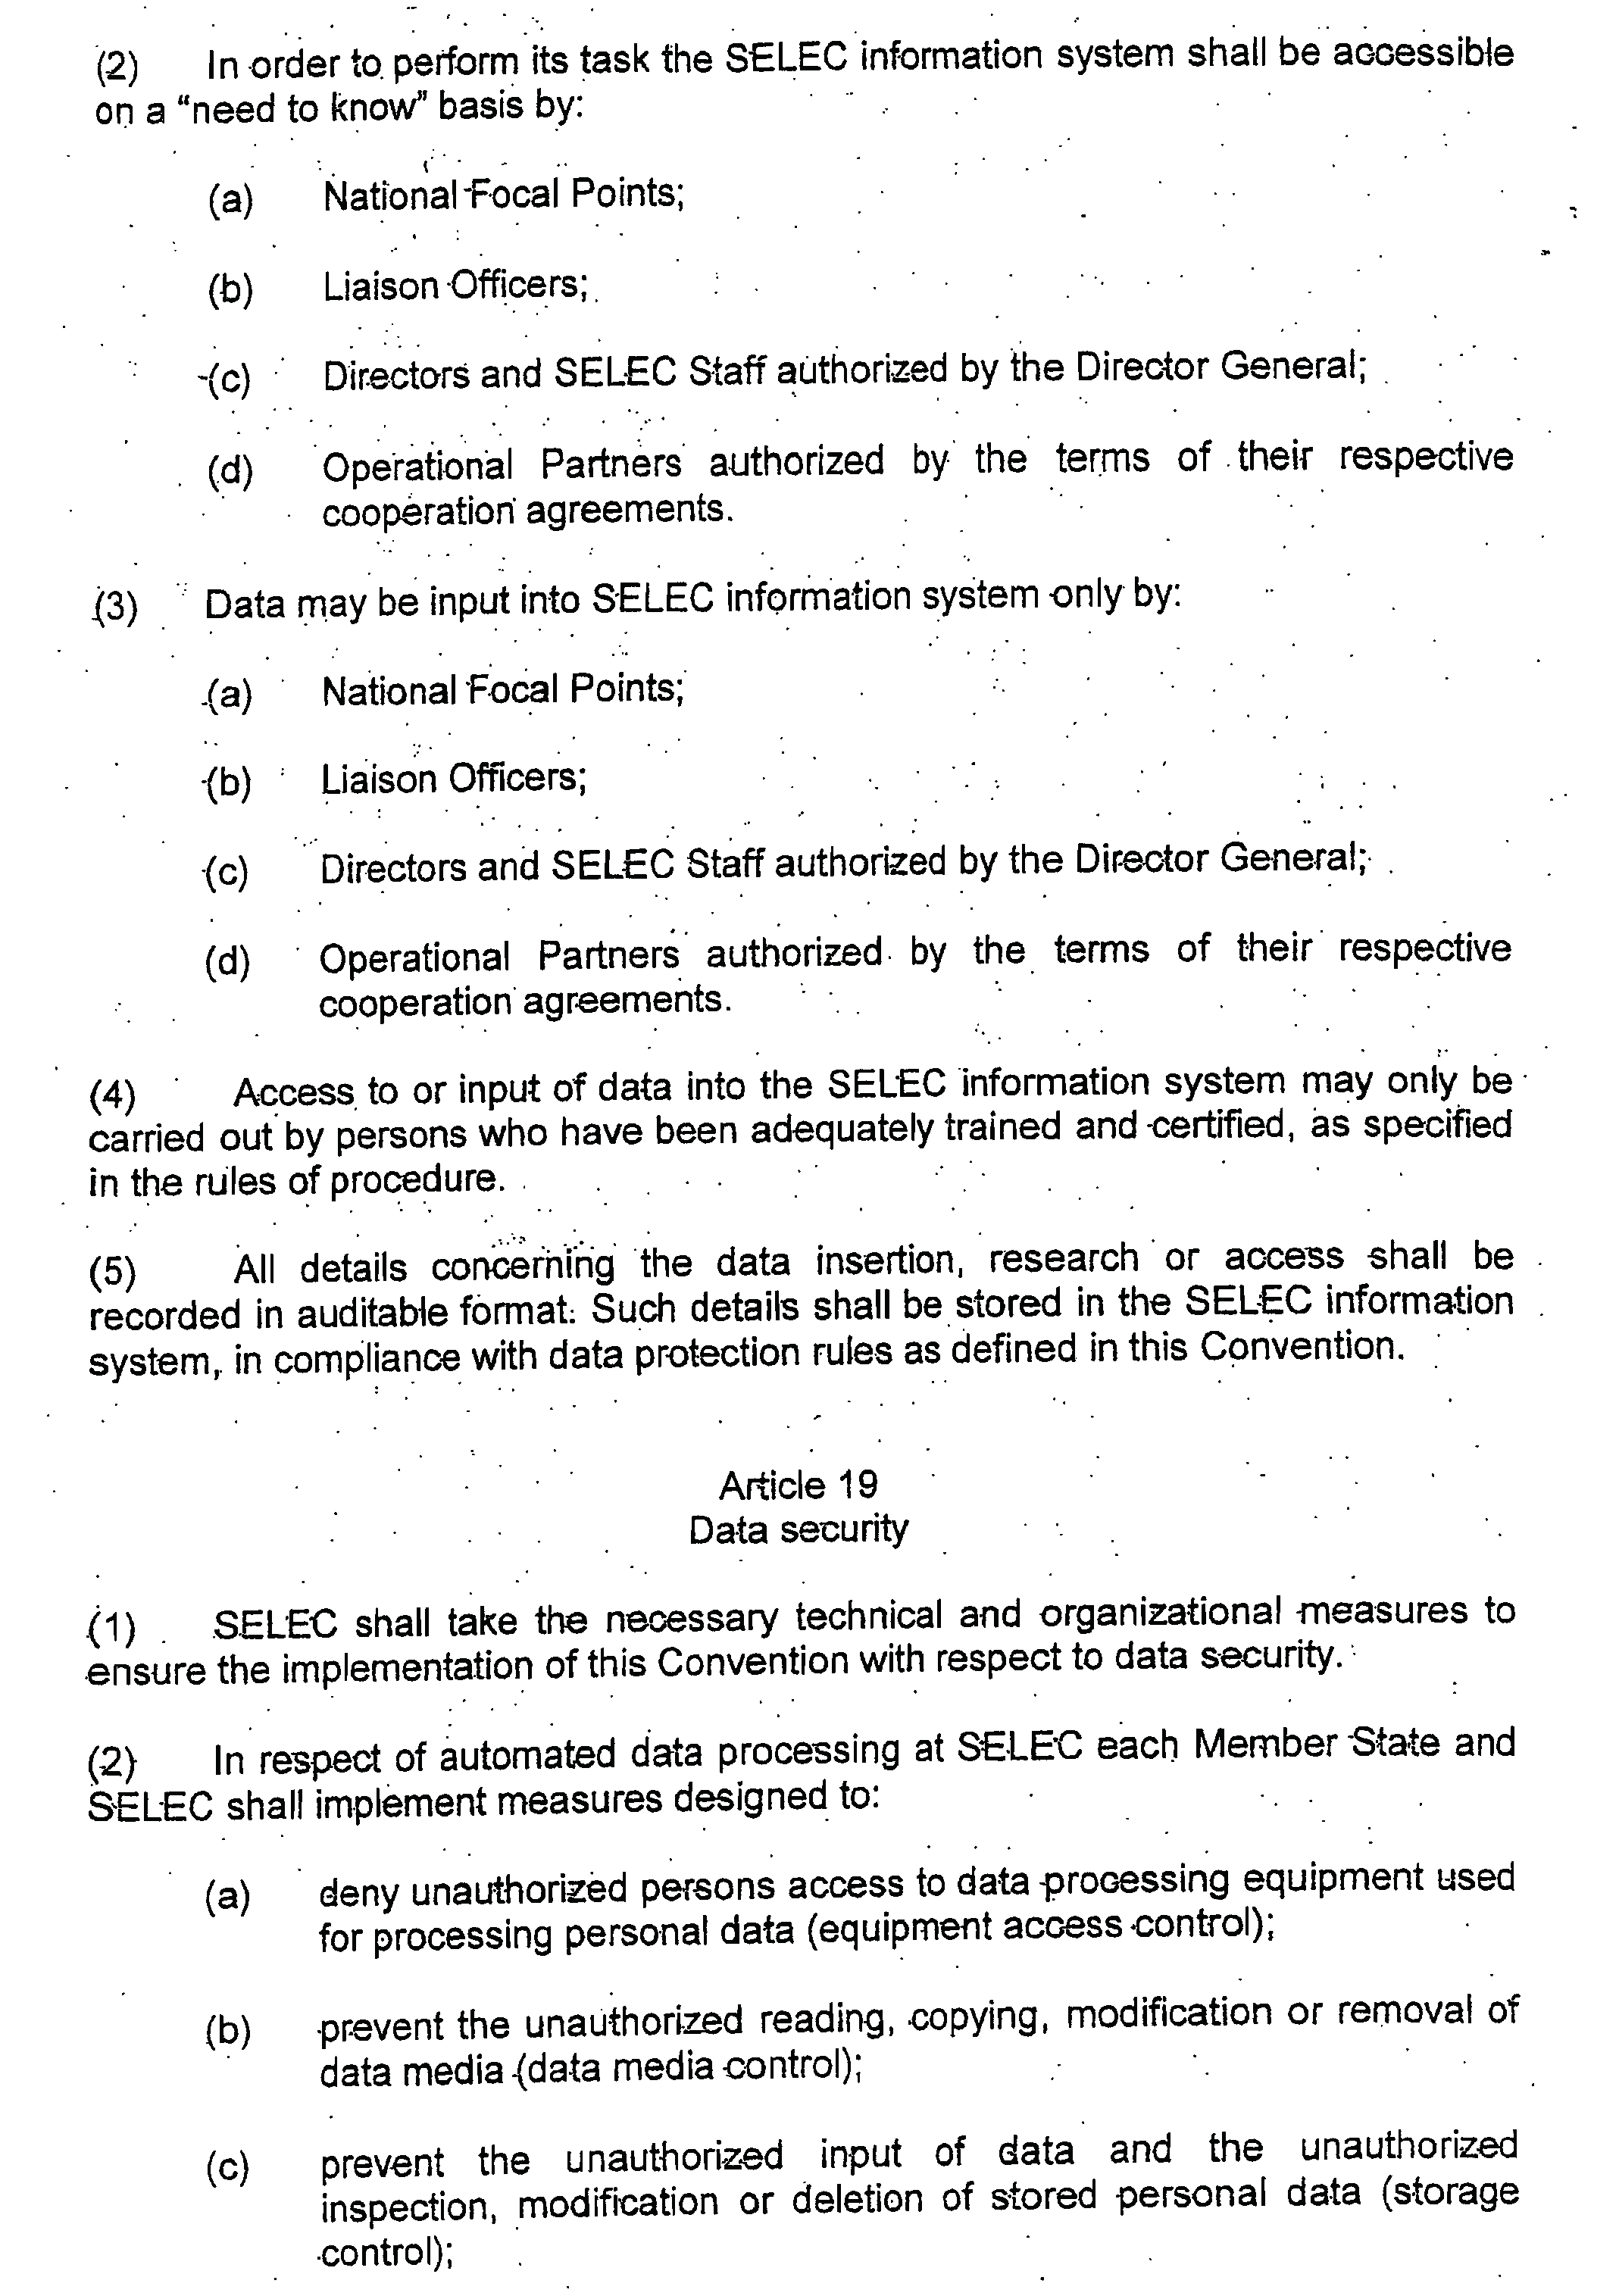 (2) In order to perform its task the SELEC information system shall be accessible
on a “need to know” basis by:
(a) National Focal Points;
(b) Liaison Officers;
(c) Directors and SELEC Staff authorized by the Director General;
(d) Operational Partners authorized by the terms of their respective
cooperation agreements.
(3) Data may be input into SELEC information system only by:
(a) National Focal Points;
(b) Liaison Officers;
(c) Directors and SELEC Staff authorized by the Director General;
(d) Operational Partners authorized by the terms of their respective
cooperation agreements.
(4) Access to or input of data into the SELEC information system may only be
carried out by persons who have been adequately trained and certified, as specified
in the rules of procedure.
(5) All details concerning the data insertion, research or access shall be
recorded in auditable format. Such details shall be stored in the SELEC information
system, in compliance with data protection rules as defined in this Convention.
Article 19
Data security
(1) SELEC shall take the necessary technical and organizational measures to
ensure the implementation of this Convention with respect to data security.
(2) In respect of automated data processing at SELEC each Member State and
SELEC shall implement measures designed to:
(a) deny unauthorized persons access to data processing equipment used
for processing personal data (equipment access control);
(b) prevent the unauthorized reading, copying, modification or removal of
data media (data media control);
(c) prevent the unauthorized input of data and the unauthorized
inspection, modification or deletion of stored personal data (storage
control);